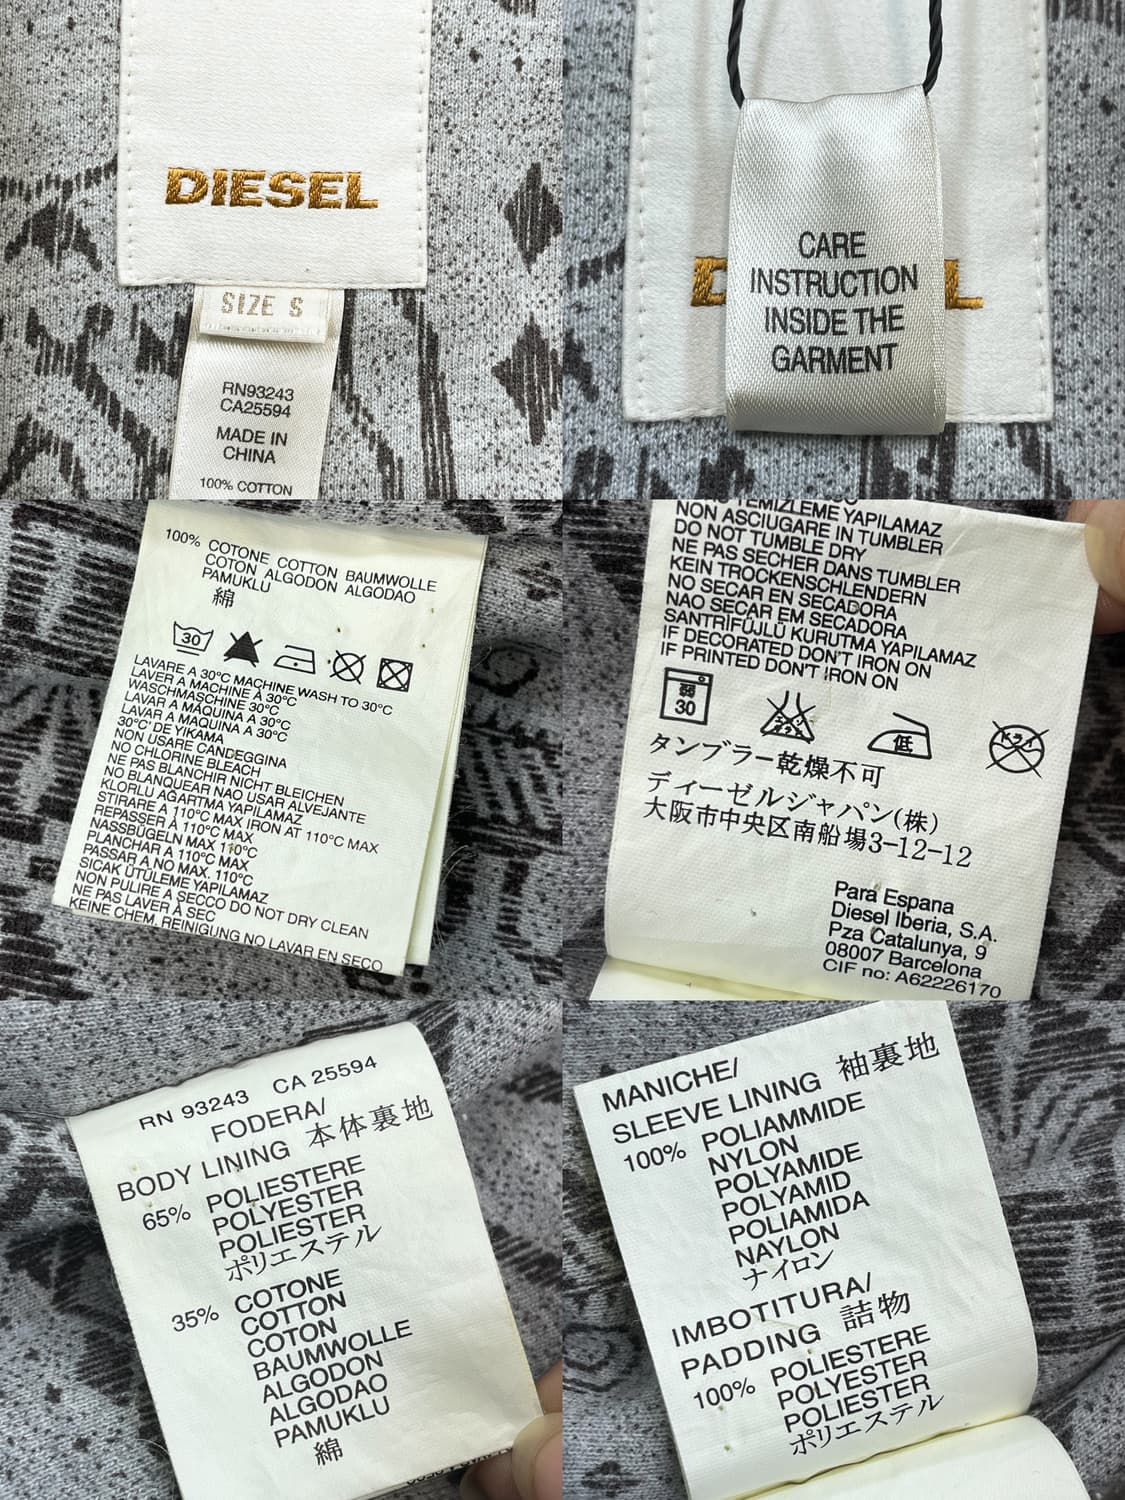 DIESEL
SIZE S
RN93243
CA25594
MADE IN
CHINA
100% COTTON
CARE
INSTRUCTION
INSIDE THE
GARMENT
100% COTONE COTTON BAUMWOLLE
COTON ALGODON ALGODAO
PAMUKLU
綿
30
LAVARE A 30°C MACHINE WASH TO 30°C
LAVER A MACHINE À 30°C
WASCHMASCHINE 30°C
LAVAR A MÁQUINA A 30°C
LAVAR A MAQUINA A 30°C
30°C' DE YIKAMA
NON USARE CANDEGGINA
NO CHLORINE BLEACH
NE PAS BLANCHIR NICHT BLEICHEN
NO BLANQUEAR NAO USAR ALVEJANTE
KLORLU AGARTMA YAPILAMAZ
STIRARE A 110°C MAX IRON AT 110°C MAX
REPASSER À 110°C MAX
NASSBÜGELN MAX 110°C
PLANCHAR A 110°C MAX
PASSAR A NO MAX. 110°C
SICAK ÜTÜLEME YAPILAMAZ
NON PULIRE A SECCO DO NOT DRY CLEAN
NE PAS LAVER À SEC
KEINE CHEM. REINIGUNG NO LAVAR EN SECO
TEMİZLEME YAPILAMAZ
NON ASCIUGARE IN TUMBLER
DO NOT TUMBLE DRY
NE PAS SECHER DANS TUMBLER
KEIN TROCKENSCHLENDERN
NO SECAR EN SECADORA
NAO SECAR EM SECADORA
SANTRİFÜJLÜ KURUTMA YAPILAMAZ
IF DECORATED DON'T IRON ON
IF PRINTED DON'T IRON ON
弱
30
低
ドライ
タンブラー乾燥不可
ディーゼルジャパン(株)
大阪市中央区南船場3-12-12
Para Espana
Diesel Iberia, S.A.
Pza Catalunya, 9
08007 Barcelona
CIF no: A62226170
RN 93243 CA 25594
FODERA/
BODY LINING 本体裏地
65% POLIESTERE
POLYESTER
POLIESTER
ポリエステル
35% COTONE
COTTON
COTON
BAUMWOLLE
ALGODON
ALGODAO
PAMUKLU
綿
MANICHE/
SLEEVE LINING 袖裏地
100% POLIAMMIDE
NYLON
POLYAMIDE
POLYAMID
POLIAMIDA
NAYLON
ナイロン
IMBOTITURA/
PADDING 詰物
100% POLIESTERE
POLYESTER
POLIESTER
ポリエステル